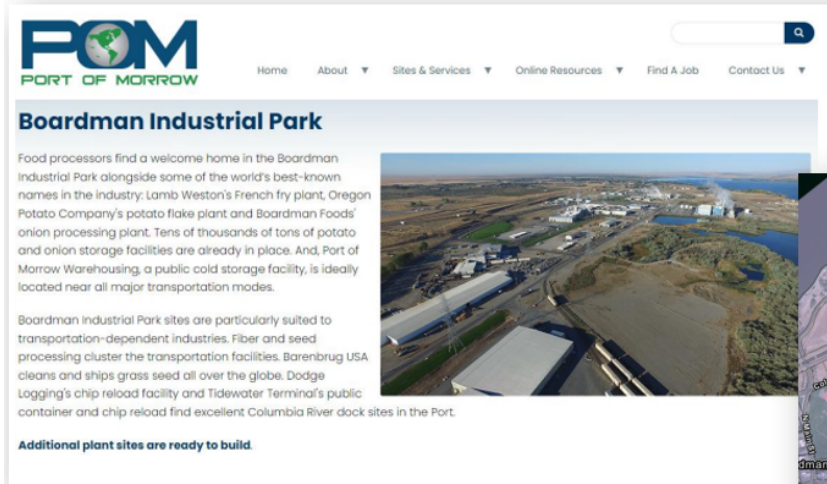 POM
PORT OF MORROW
Home About ▼ Sites & Services ▼ Online Resources ▼ Find A Job Contact Us ▼
Boardman Industrial Park
Food processors find a welcome home in the Boardman
Industrial Park alongside some of the world's best-known
names in the industry: Lamb Weston's French fry plant, Oregon
Potato Company's potato flake plant and Boardman Foods'
onion processing plant. Tens of thousands of tons of potato
and onion storage facilities are already in place. And, Port of
Morrow Warehousing, a public cold storage facility, is ideally
located near all major transportation modes.
Boardman Industrial Park sites are particularly suited to
transportation-dependent industries. Fiber and seed
processing cluster the transportation facilities. Barenbrug USA
cleans and ships grass seed all over the globe. Dodge
Logging's chip reload facility and Tidewater Terminal's public
container and chip reload find excellent Columbia River dock sites in the Port.
Additional plant sites are ready to build.
N Main St